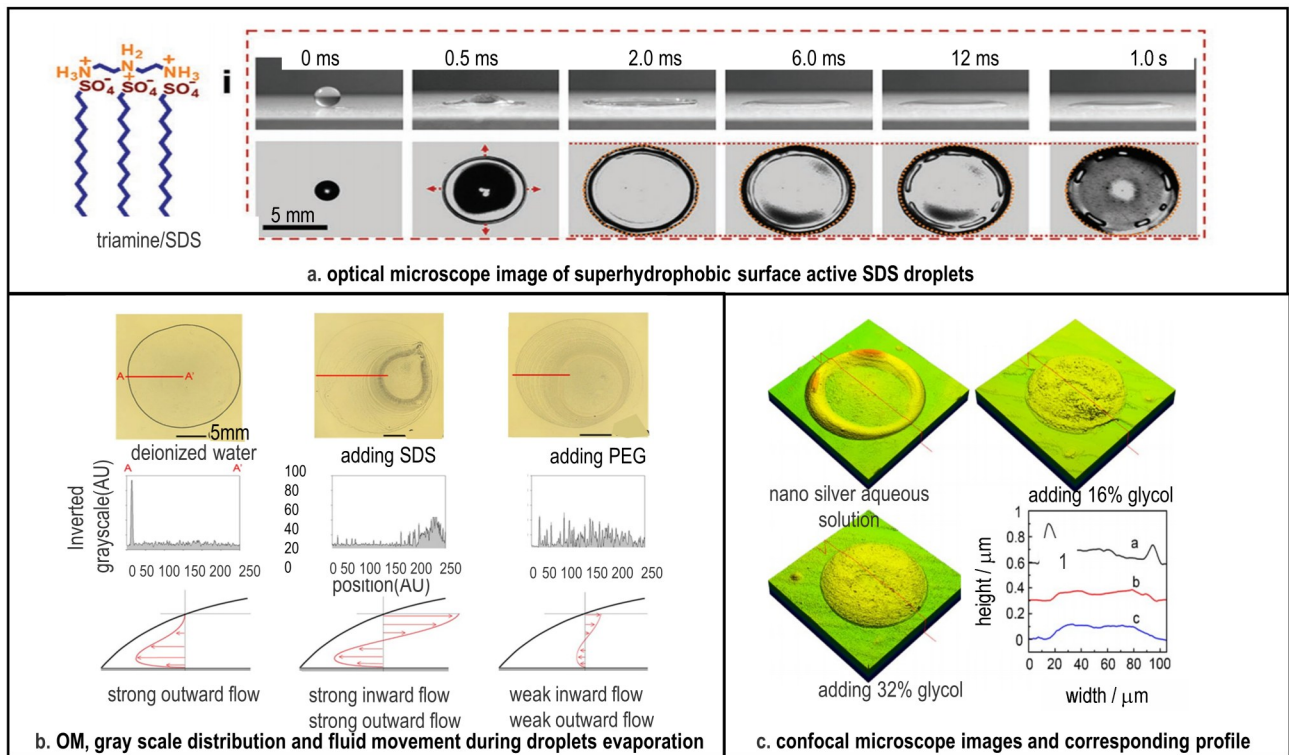 H2
H3N + N + NH3
SO4- SO4- SO4-
triamine/SDS
i
0 ms 0.5 ms 2.0 ms 6.0 ms 12 ms 1.0 s
5 mm
a. optical microscope image of superhydrophobic surface active SDS droplets
A A'
5mm
deionized water adding SDS adding PEG
A A'
Inverted
grayscale(AU)
100
80
60
40
20
0
0 50 150 250 0 50 100 150 200 250 0 50 100 150 200 250
position(AU)
strong outward flow
strong inward flow
strong outward flow
weak inward flow
weak outward flow
b. OM, gray scale distribution and fluid movement during droplets evaporation
nano silver aqueous
solution
adding 16% glycol
adding 32% glycol
height / μm
1
0.8
0.6
0.4
0.2
0
1
a
b
c
0 20 40 60 80 100
width / μm
c. confocal microscope images and corresponding profile